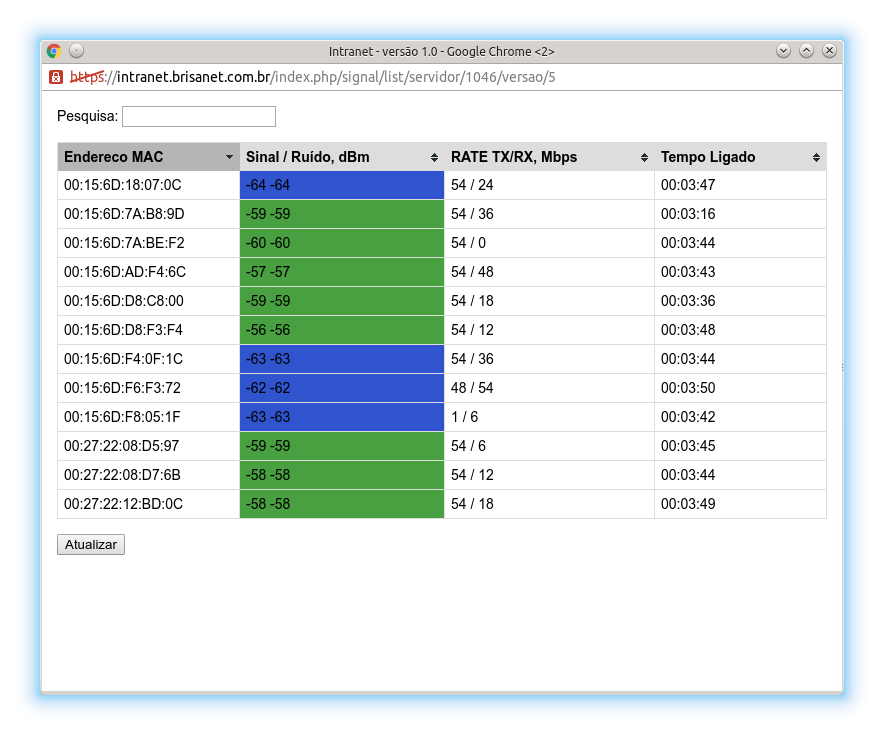 Intranet - versão 1.0 - Google Chrome <2>
https://intranet.brisanet.com.br/index.php/signal/list/servidor/1046/versao/5
Pesquisa:
Endereco MAC Sinal / Ruído, dBm RATE TX/RX, Mbps Tempo Ligado
00:15:6D:18:07:0C -64 -64 54 / 24 00:03:47
00:15:6D:7A:B8:9D -59 -59 54 / 36 00:03:16
00:15:6D:7A:BE:F2 -60 -60 54 / 0 00:03:44
00:15:6D:AD:F4:6C -57 -57 54 / 48 00:03:43
00:15:6D:D8:C8:00 -59 -59 54 / 18 00:03:36
00:15:6D:D8:F3:F4 -56 -56 54 / 12 00:03:48
00:15:6D:F4:0F:1C -63 -63 54 / 36 00:03:44
00:15:6D:F6:F3:72 -62 -62 48 / 54 00:03:50
00:15:6D:F8:05:1F -63 -63 1 / 6 00:03:42
00:27:22:08:D5:97 -59 -59 54 / 6 00:03:45
00:27:22:08:D7:6B -58 -58 54 / 12 00:03:44
00:27:22:12:BD:0C -58 -58 54 / 18 00:03:49
Atualizar